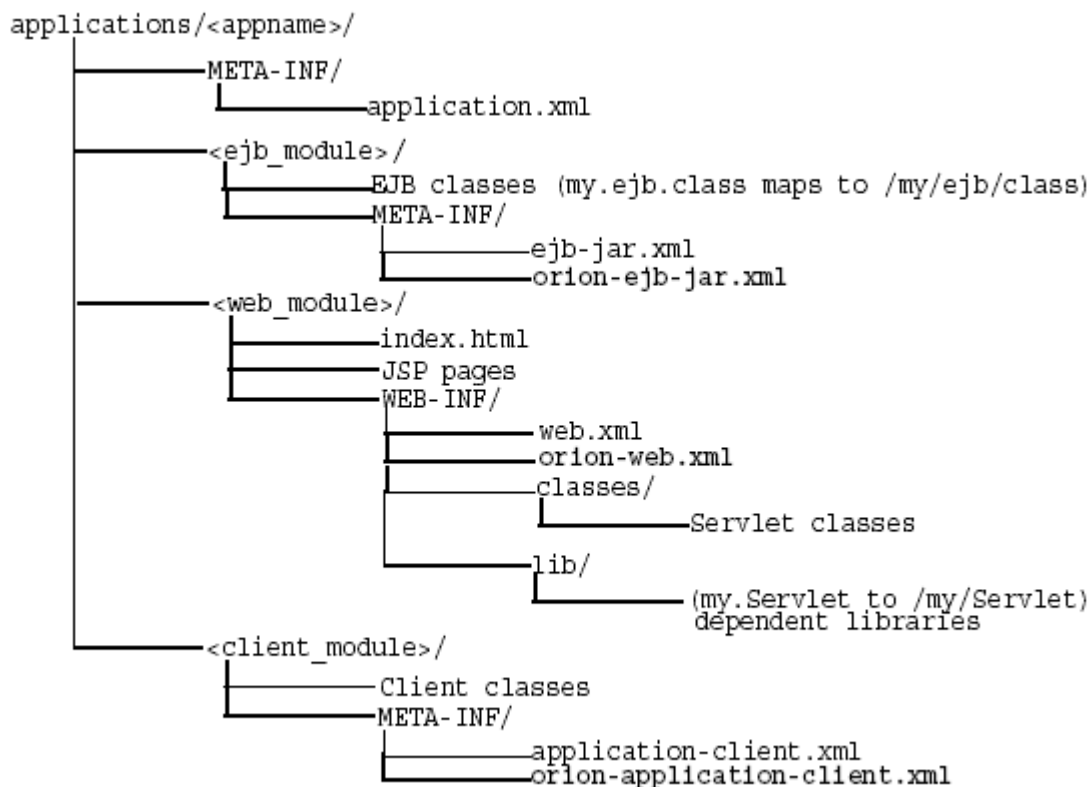 applications/<appname>/
META-INF/
application.xml
<ejb_module>/
EJB classes (my.ejb.class maps to /my/ejb/class)
META-INF/
ejb-jar.xml
orion-ejb-jar.xml
<web_module>/
index.html
JSP pages
WEB-INF/
web.xml
orion-web.xml
classes/
Servlet classes
lib/
(my.Servlet to /my/Servlet)
dependent libraries
<client_module>/
Client classes
META-INF/
application-client.xml
orion-application-client.xml